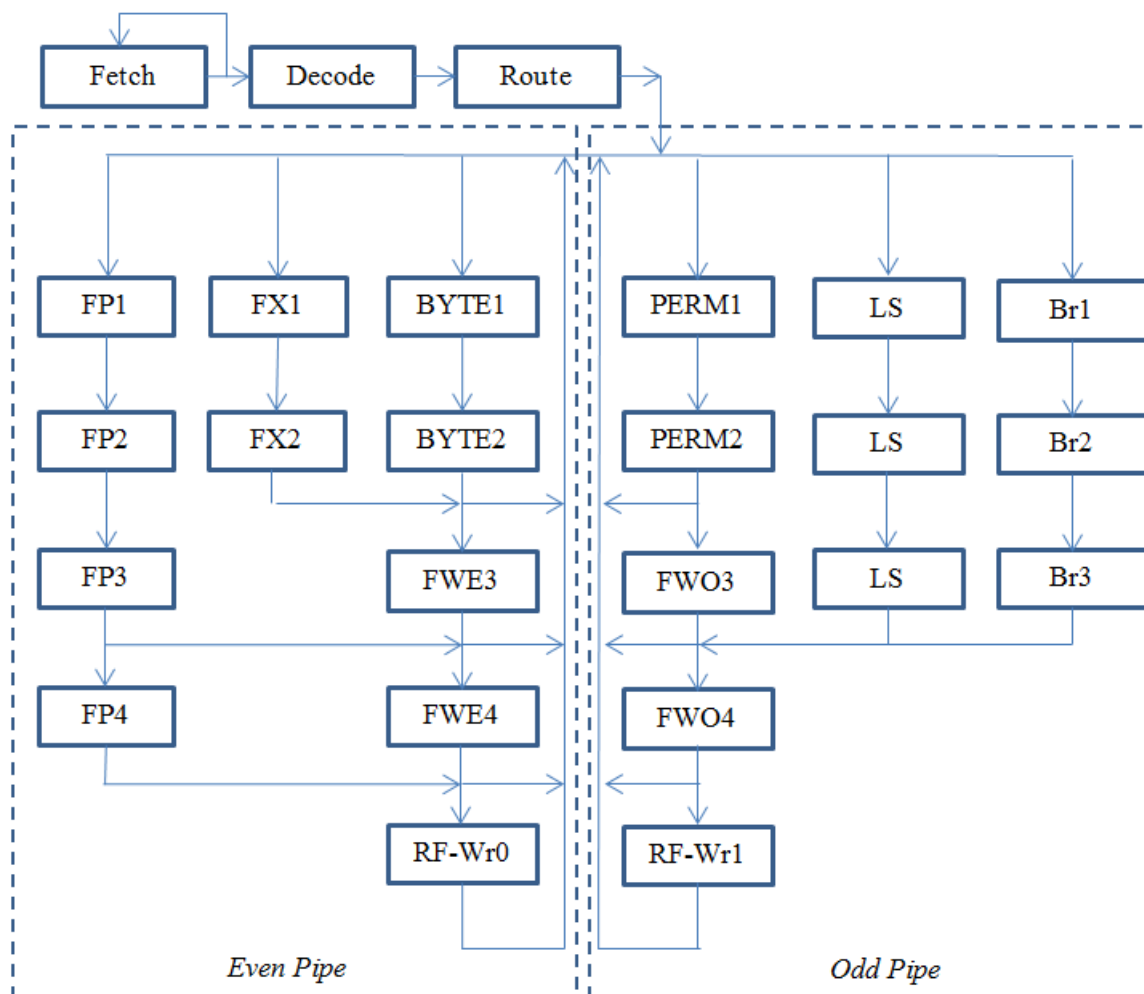 Fetch
Decode
Route
FP1
FX1
BYTE1
PERM1
LS
Br1
FP2
FX2
BYTE2
PERM2
LS
Br2
FP3
FWE3
FWO3
LS
Br3
FP4
FWE4
FWO4
RF-Wr0
RF-Wr1
Even Pipe
Odd Pipe